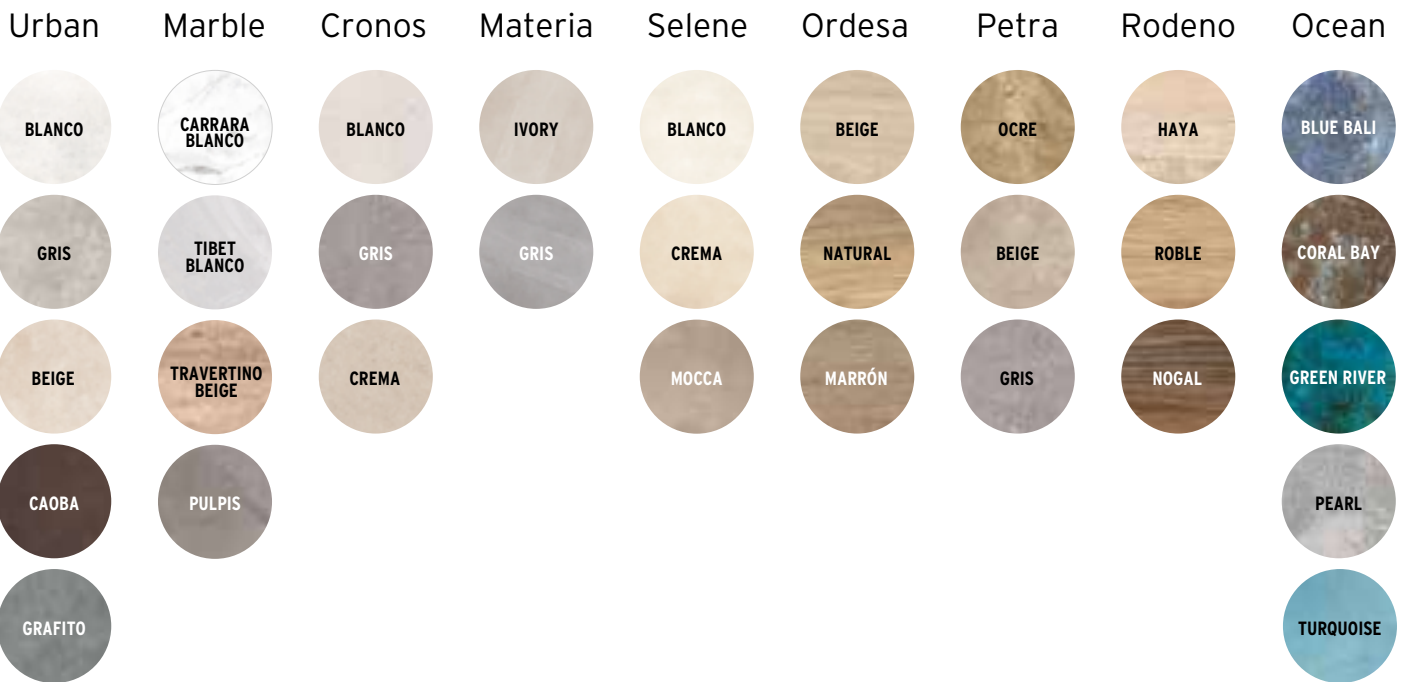 Urban Marble Cronos Materia Selene Ordesa Petra Rodeno Ocean
BLANCO CARRARA BLANCO BLANCO IVORY BLANCO BEIGE OCRE HAYA BLUE BALI
GRIS TIBET BLANCO GRIS GRIS CREMA NATURAL BEIGE ROBLE CORAL BAY
BEIGE TRAVERTINO BEIGE CREMA MOCCA MARRÓN GRIS NOGAL GREEN RIVER
CAOBA PULPIS PEARL
GRAFITO TURQUOISE